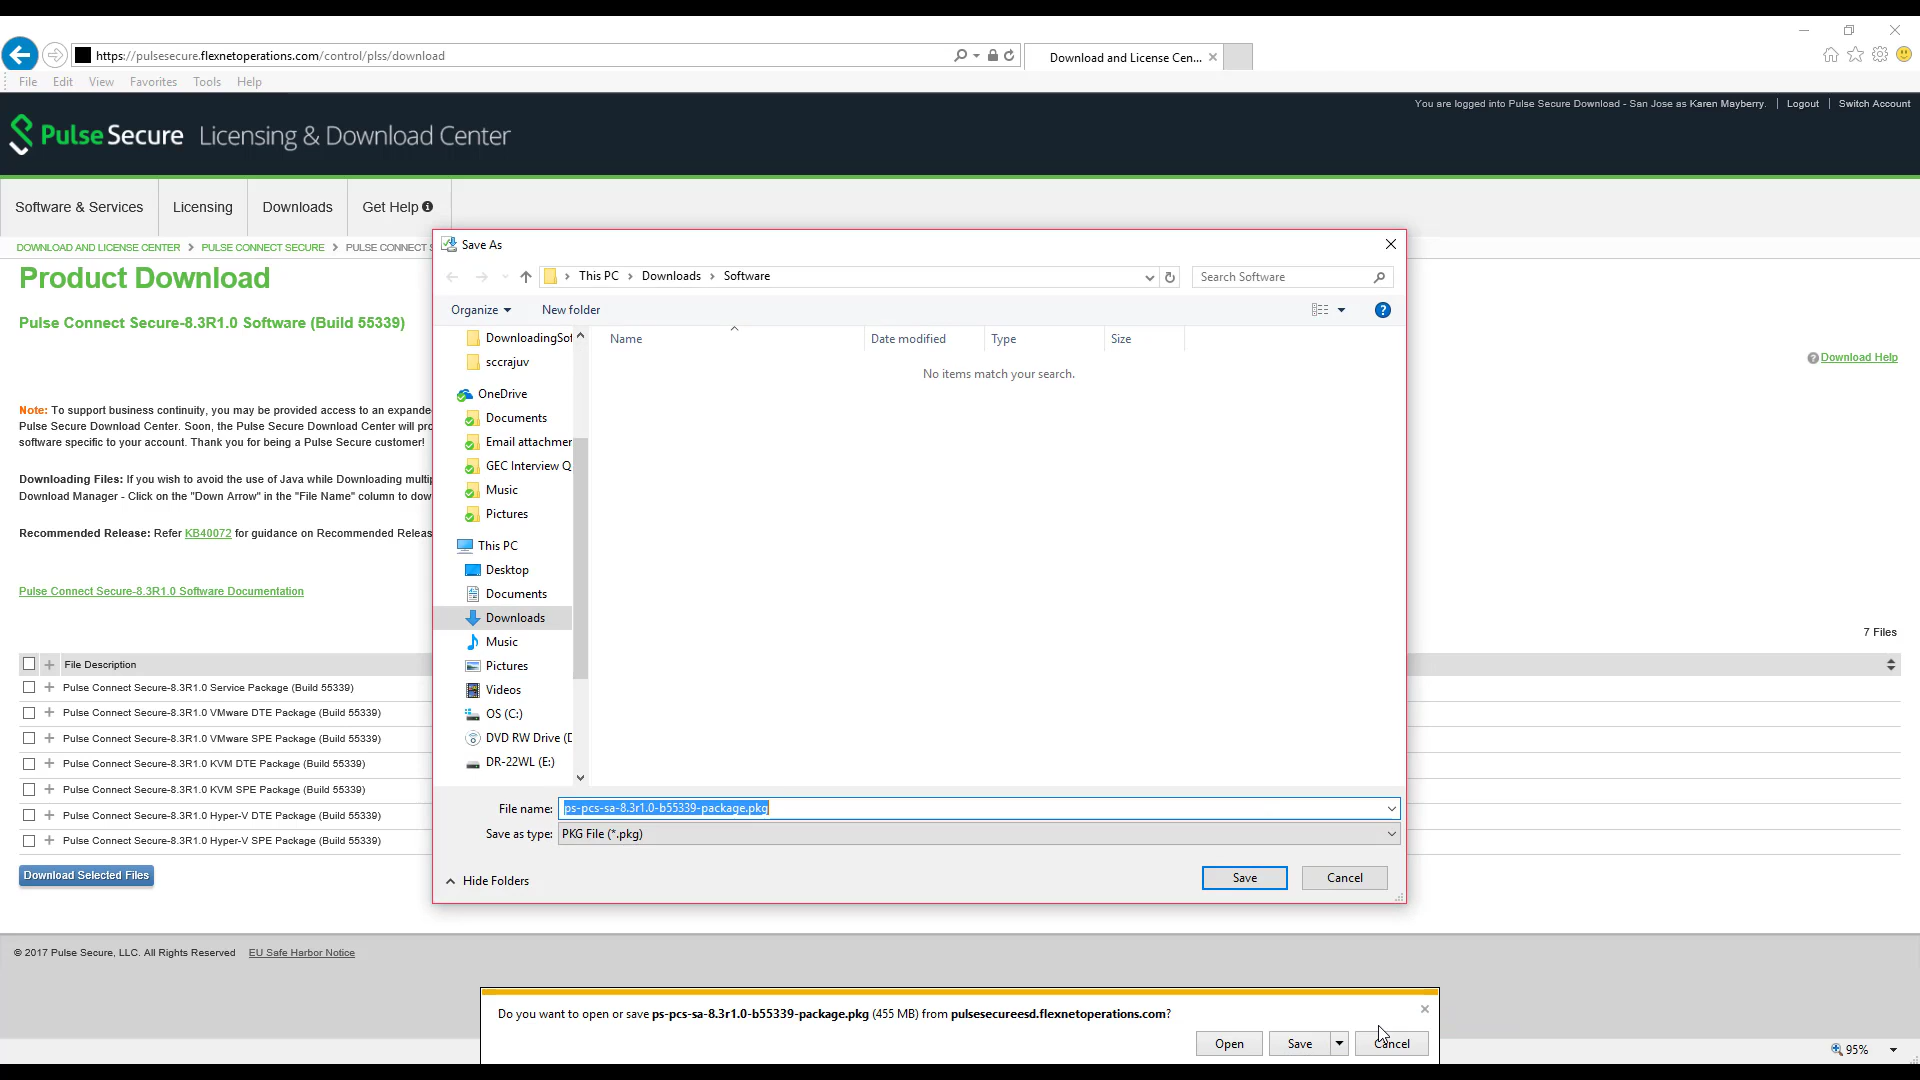 https://pulsesecure.flexnetoperations.com/control/plss/download
Download and License Cen...
File Edit View Favorites Tools Help
You are logged into Pulse Secure Download - San Jose as Karen Mayberry. Logout Switch Account
Pulse Secure Licensing & Download Center
Software & Services Licensing Downloads Get Help
DOWNLOAD AND LICENSE CENTER > PULSE CONNECT SECURE > PULSE CONNECT S
Product Download
Pulse Connect Secure-8.3R1.0 Software (Build 55339)
Download Help
Note: To support business continuity, you may be provided access to an expande
Pulse Secure Download Center. Soon, the Pulse Secure Download Center will pro
software specific to your account. Thank you for being a Pulse Secure customer!
Downloading Files: If you wish to avoid the use of Java while Downloading multip
Download Manager - Click on the "Down Arrow" in the "File Name" column to dow
Recommended Release: Refer KB40072 for guidance on Recommended Releas
Pulse Connect Secure-8.3R1.0 Software Documentation
7 Files
File Description
Pulse Connect Secure-8.3R1.0 Service Package (Build 55339)
Pulse Connect Secure-8.3R1.0 VMware DTE Package (Build 55339)
Pulse Connect Secure-8.3R1.0 VMware SPE Package (Build 55339)
Pulse Connect Secure-8.3R1.0 KVM DTE Package (Build 55339)
Pulse Connect Secure-8.3R1.0 KVM SPE Package (Build 55339)
Pulse Connect Secure-8.3R1.0 Hyper-V DTE Package (Build 55339)
Pulse Connect Secure-8.3R1.0 Hyper-V SPE Package (Build 55339)
Download Selected Files
Save As
This PC > Downloads > Software
Search Software
Organize New folder
DownloadingSof
sccrajuv
OneDrive
Documents
Email attachmer
GEC Interview Q
Music
Pictures
This PC
Desktop
Documents
Downloads
Music
Pictures
Videos
OS (C:)
DVD RW Drive (D
DR-22WL (E:)
Name Date modified Type Size
No items match your search.
File name: ps-pcs-sa-8.3r1.0-b55339-package.pkg
Save as type: PKG File (*.pkg)
Hide Folders Save Cancel
© 2017 Pulse Secure, LLC. All Rights Reserved EU Safe Harbor Notice
Do you want to open or save ps-pcs-sa-8.3r1.0-b55339-package.pkg (455 MB) from pulsesecureesd.flexnetoperations.com?
Open Save Cancel
95%